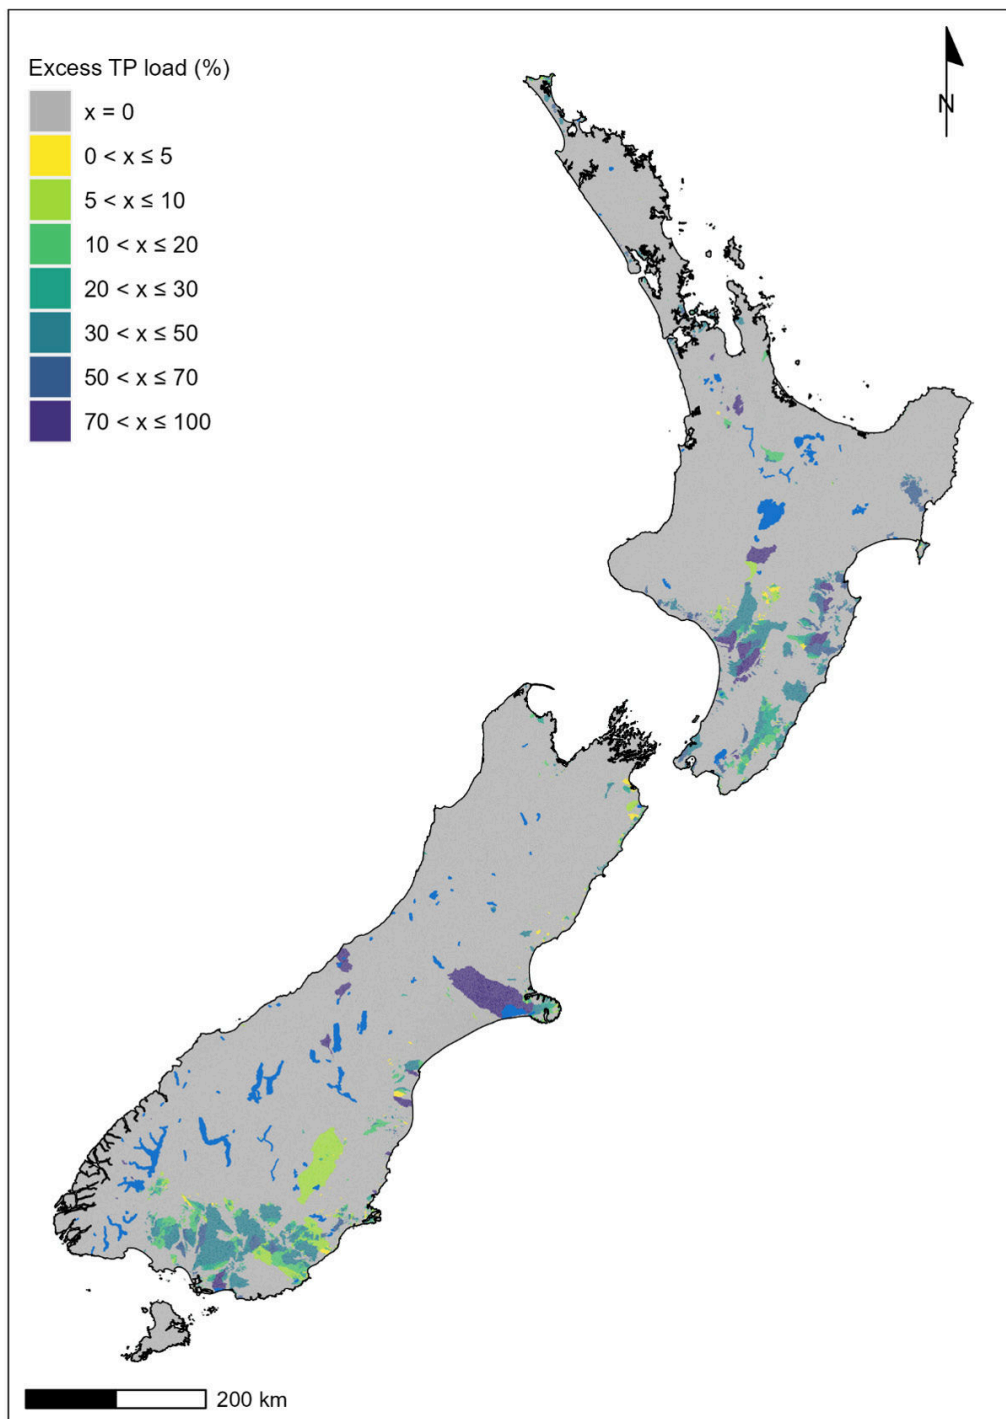 Excess TP load (%)
x = 0
0 < x ≤ 5
5 < x ≤ 10
10 < x ≤ 20
20 < x ≤ 30
30 < x ≤ 50
50 < x ≤ 70
70 < x ≤ 100
N
200 km